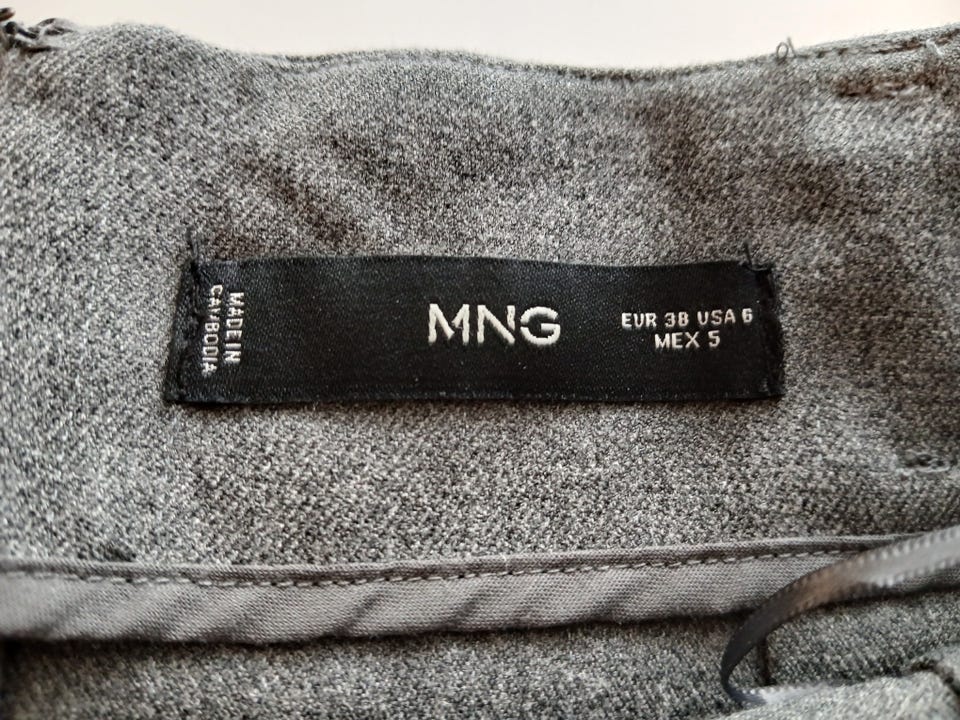 MADE IN
CAMBODIA
MNG
EUR 38 USA 6
MEX 5